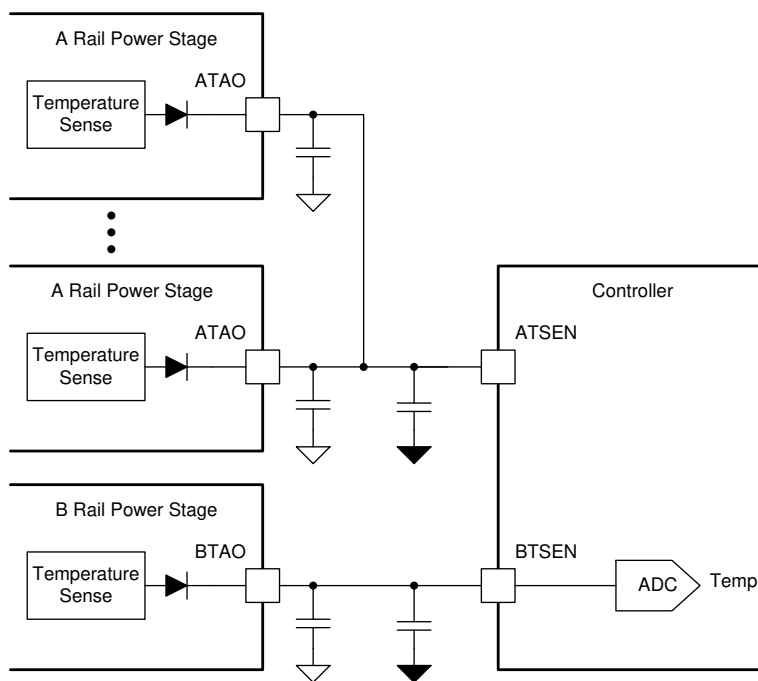 A Rail Power Stage
ATAO
Temperature
Sense
A Rail Power Stage
Controller
ATAO
ATSEN
Temperature
Sense
B Rail Power Stage
BTAO
BTSEN
Temperature
Sense
ADC
Temp